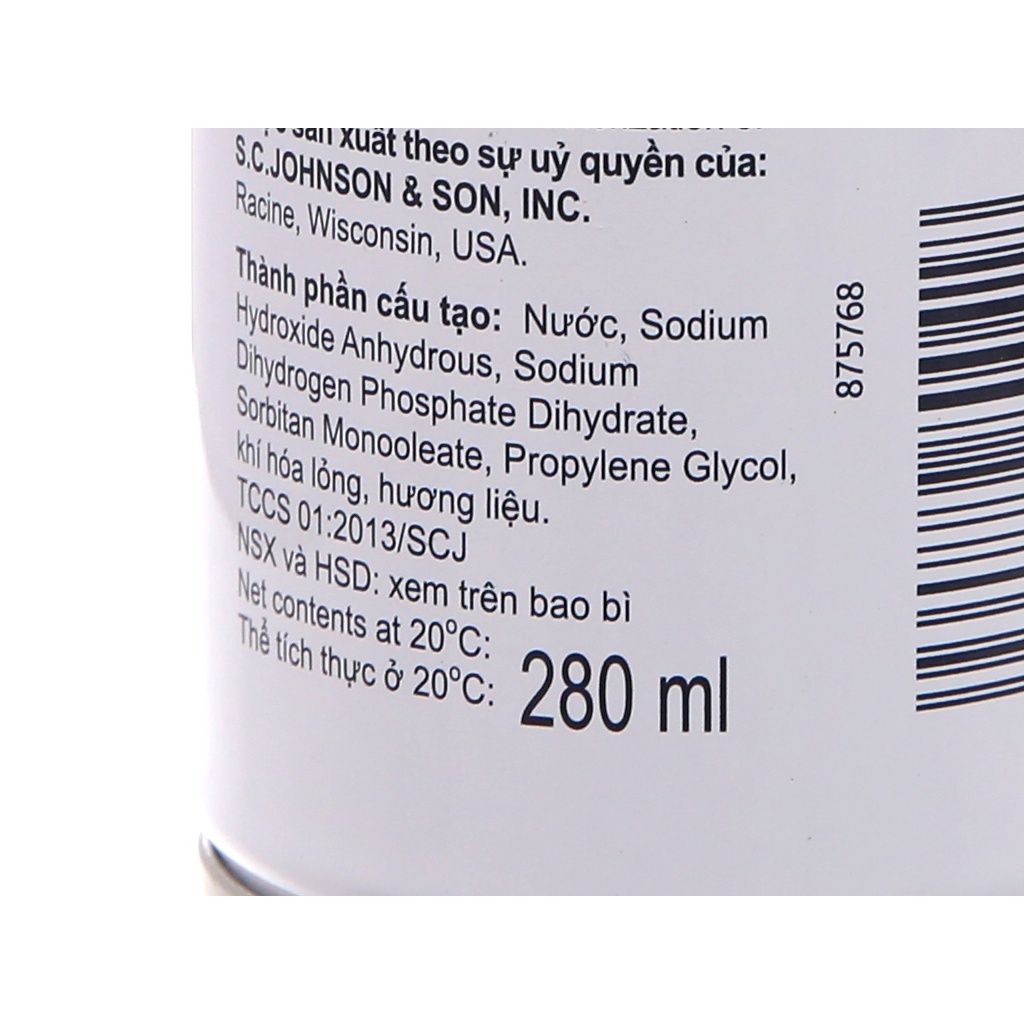 sản xuất theo sự uỷ quyền của:
S.C.JOHNSON & SON, INC.
Racine, Wisconsin, USA.
Thành phần cấu tạo: Nước, Sodium
Hydroxide Anhydrous, Sodium
Dihydrogen Phosphate Dihydrate,
Sorbitan Monooleate, Propylene Glycol,
khí hóa lỏng, hương liệu.
TCCS 01:2013/SCJ
NSX và HSD: xem trên bao bì
Net contents at 20°C:
Thể tích thực ở 20°C: 280 ml
875768